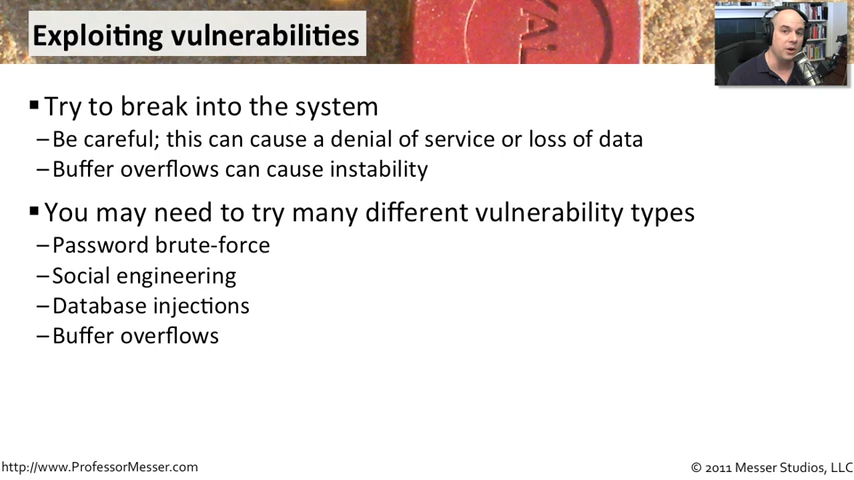 Exploiting vulnerabilities
VAL
▪Try to break into the system
–Be careful; this can cause a denial of service or loss of data
–Buffer overflows can cause instability
▪You may need to try many different vulnerability types
–Password brute-force
–Social engineering
–Database injections
–Buffer overflows
http://www.ProfessorMesser.com
© 2011 Messer Studios, LLC